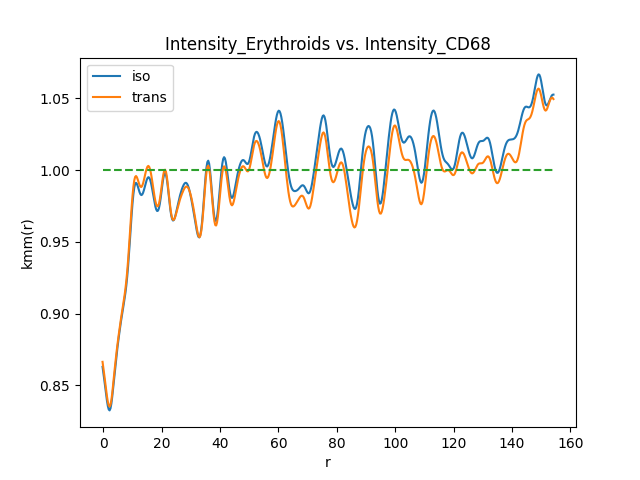 Intensity_Erythroids vs. Intensity_CD68
iso
trans
1.05
1.00
0.95
0.90
0.85
kmm(r)
0 20 40 60 80 100 120 140 160
r